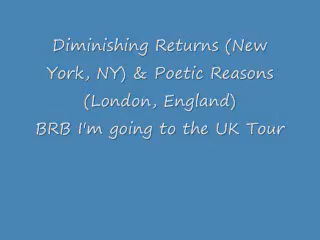 Diminishing Returns (New
York, NY) & Poetic Reasons
(London, England)
BRB I'm going to the UK Tour